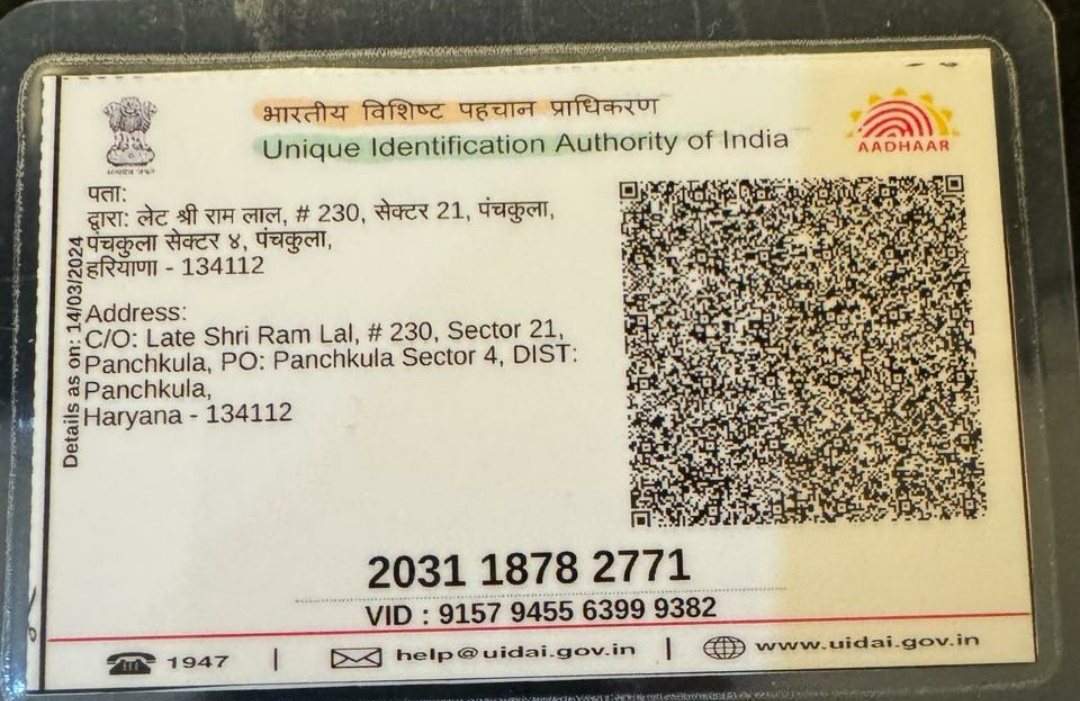 भारतीय विशिष्ट पहचान प्राधिकरण
Unique Identification Authority of India
AADHAAR
पता:
द्वारा: लेट श्री राम लाल, # 230, सेक्टर 21, पंचकुला,
पंचकुला सेक्टर ४, पंचकुला,
हरियाणा - 134112
Address:
C/O: Late Shri Ram Lal, # 230, Sector 21,
Panchkula, PO: Panchkula Sector 4, DIST:
Panchkula,
Haryana - 134112
Details as on: 14/03/2024
2031 1878 2771
VID : 9157 9455 6399 9382
1947 | help@uidai.gov.in | www.uidai.gov.in